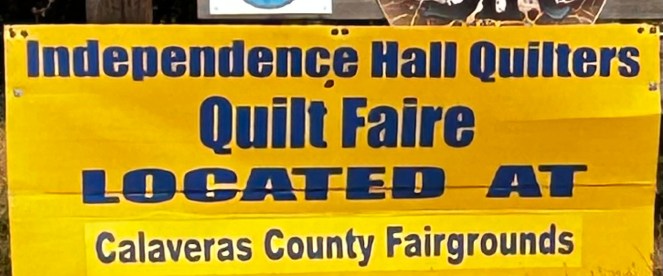 Independence Hall Quilters
Quilt Faire
LOCATED AT
Calaveras County Fairgrounds